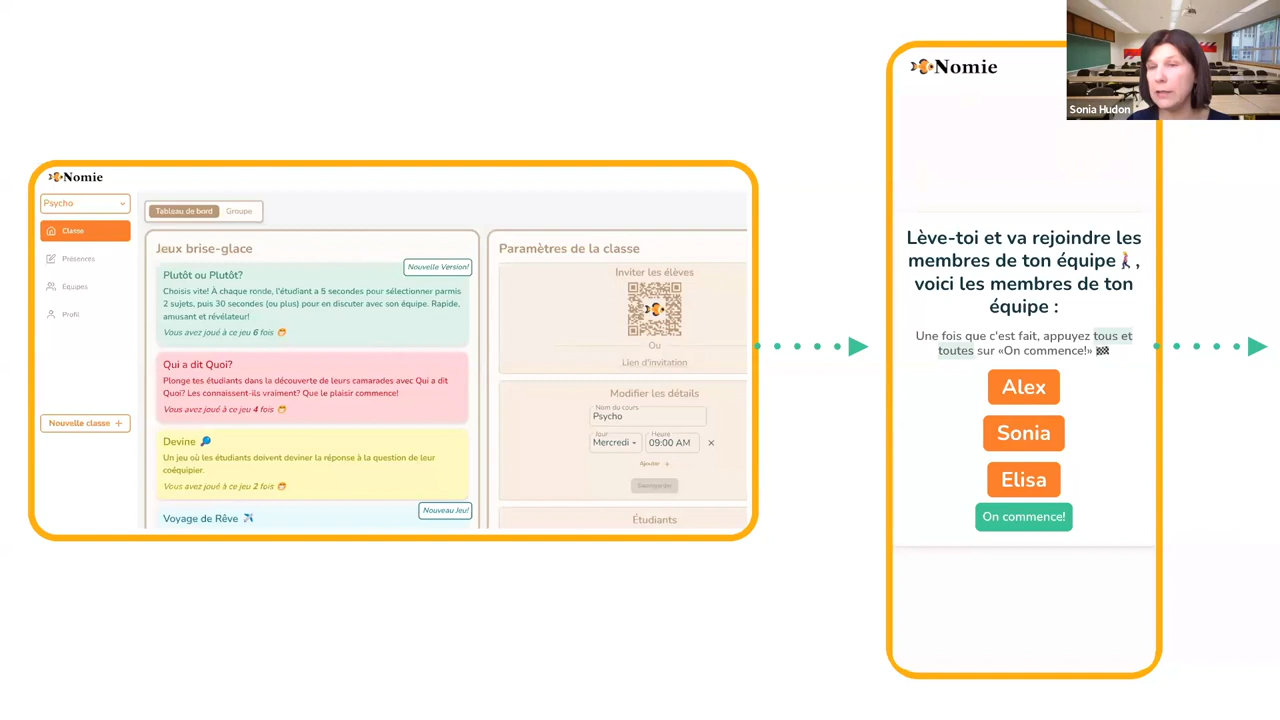 Nomie
Psycho
Classe
Présences
Equipes
Profil
Nouvelle classe +
Tableau de bord
Groupe
Jeux brise-glace
Plutôt ou Plutôt?
Nouvelle Version!
Choisis vite! À chaque ronde, l'étudiant a 5 secondes pour sélectionner parmis
2 sujets, puis 30 secondes (ou plus) pour en discuter avec son équipe. Rapide,
amusant et révélateur!
Vous avez joué à ce jeu 6 fois
Qui a dit Quoi?
Plonge tes étudiants dans la découverte de leurs camarades avec Qui a dit
Quoi? Les connaissent-ils vraiment? Que le plaisir commence!
Vous avez joué à ce jeu 4 fois
Devine
Un jeu où les étudiants doivent deviner la réponse à la question de leur
coéquipier.
Vous avez joué à ce jeu 2 fois
Voyage de Rêve
Nouveau Jeu!
Paramètres de la classe
Inviter les élèves
Ou
Lien d'invitation
Modifier les détails
Nom du cours
Psycho
Jour
Mercredi
Heure
09:00 AM
Ajouter +
Sauvegarder
Étudiants
Nomie
Sonia Hudon
Lève-toi et va rejoindre les
membres de ton équipe,
voici les membres de ton
équipe :
Une fois que c'est fait, appuyez tous et
toutes sur «On commence!»
Alex
Sonia
Elisa
On commence!